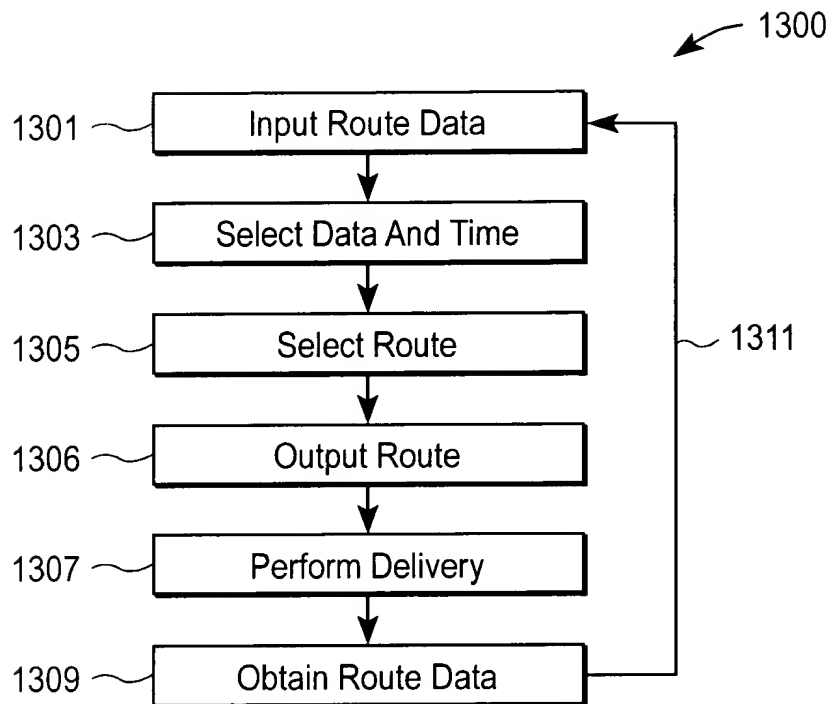 1300
1301 Input Route Data
1303 Select Data And Time
1305 Select Route
1311
1306 Output Route
1307 Perform Delivery
1309 Obtain Route Data